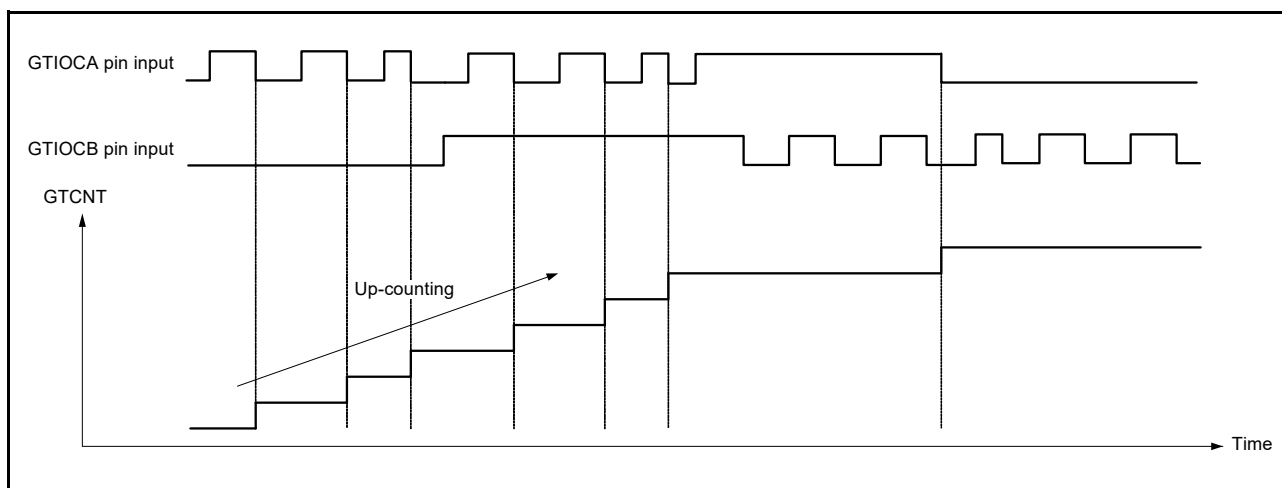 GTIOCA pin input
GTIOCB pin input
GTCNT
Up-counting
Time